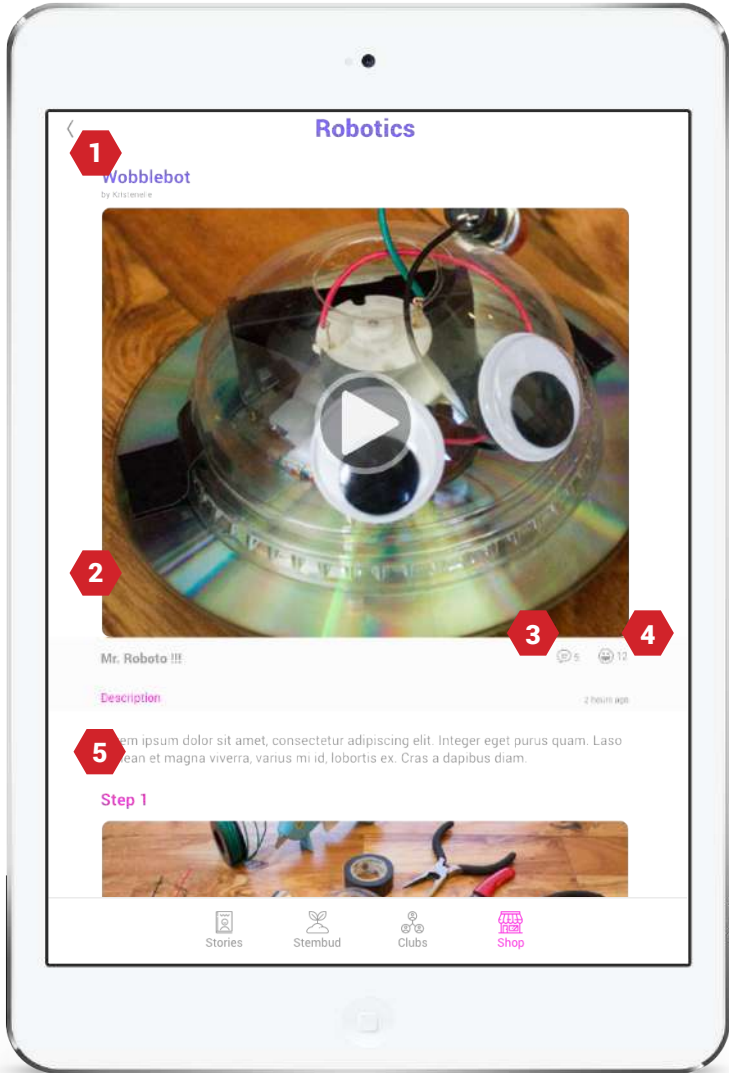 Robotics
1
Wobblebot
by Kitsterielle
2
3
4
Mr. Roboto !!!
5
12
Description
2 hours ago
em ipsum dolor sit amet, consectetur adipiscing elit. Integer eget purus quam. Laso
5
ean et magna viverra, varius mi id, lobortis ex. Cras a dapibus diam.
Step 1
Stories
Stembud
Clubs
Shop